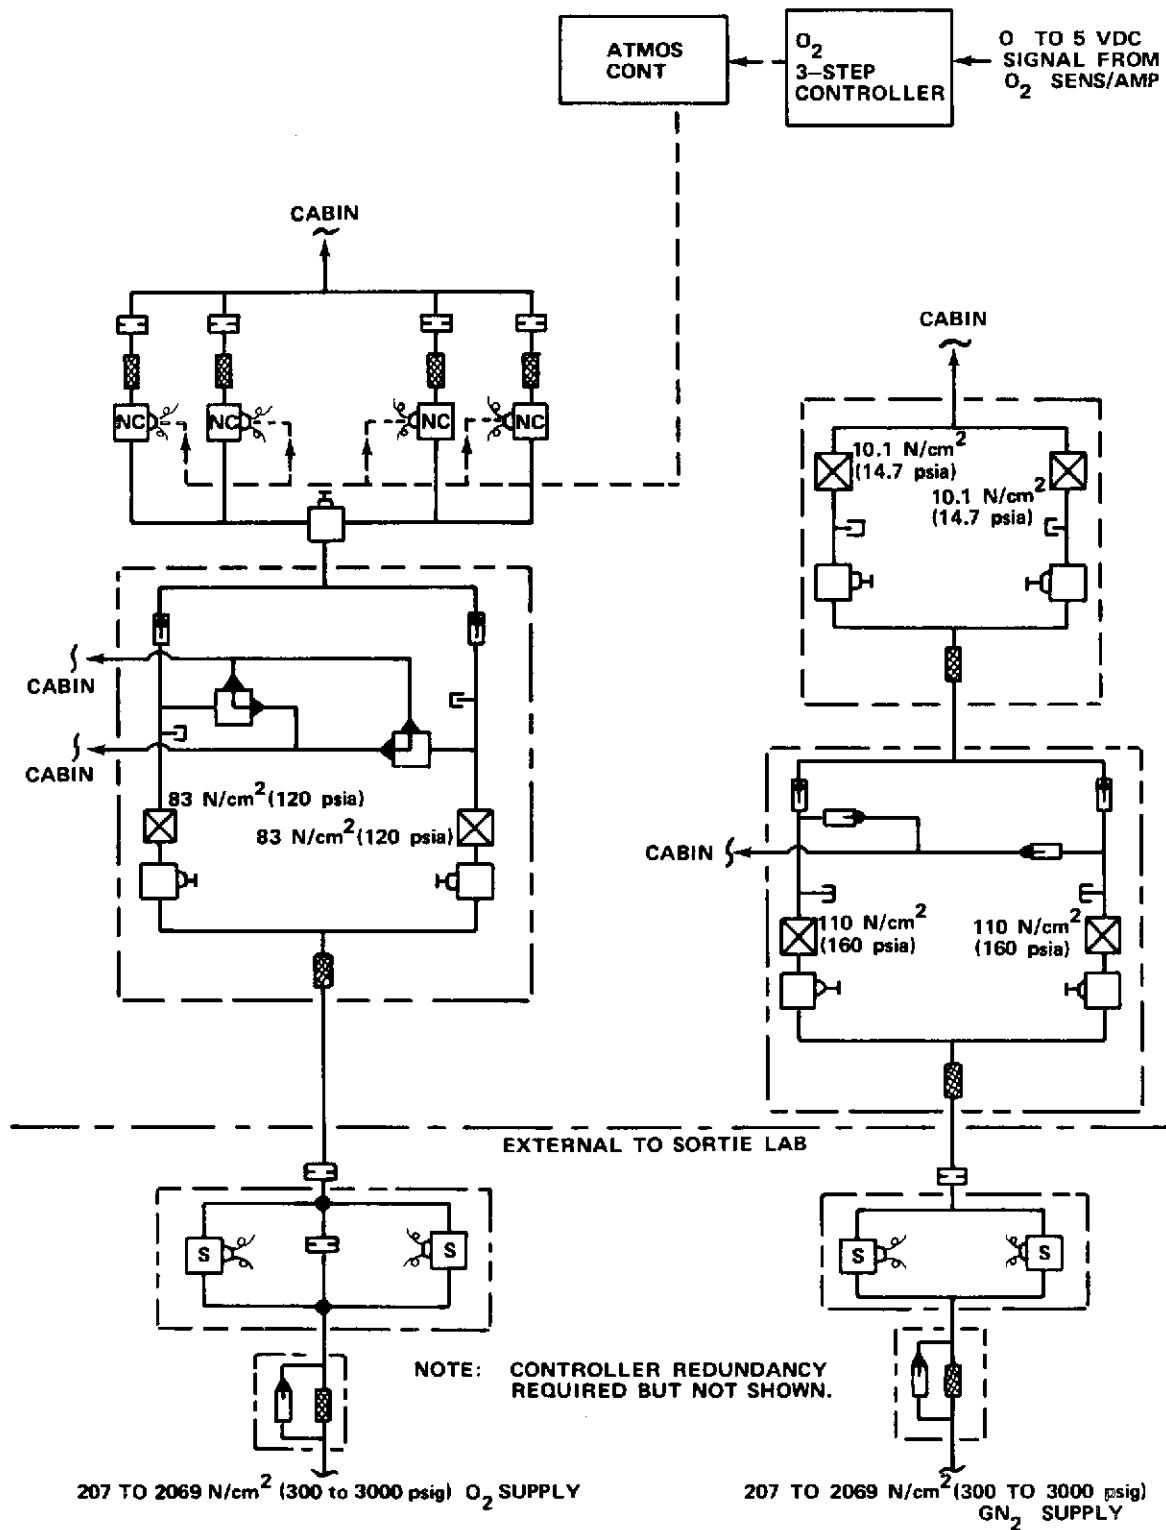 ATMOS
CONT
O2
3-STEP
CONTROLLER
0 TO 5 VDC
SIGNAL FROM
O2 SENS/AMP
CABIN
NC
NC
NC
NC
CABIN
10.1 N/cm2
(14.7 psia)
10.1 N/cm2
(14.7 psia)
CABIN
CABIN
83 N/cm2 (120 psia)
83 N/cm2 (120 psia)
CABIN
110 N/cm2
(160 psia)
110 N/cm2
(160 psia)
EXTERNAL TO SORTIE LAB
S
S
S
S
NOTE: CONTROLLER REDUNDANCY
REQUIRED BUT NOT SHOWN.
207 TO 2069 N/cm2 (300 to 3000 psig) O2 SUPPLY
207 TO 2069 N/cm2 (300 TO 3000 psig)
GN2 SUPPLY